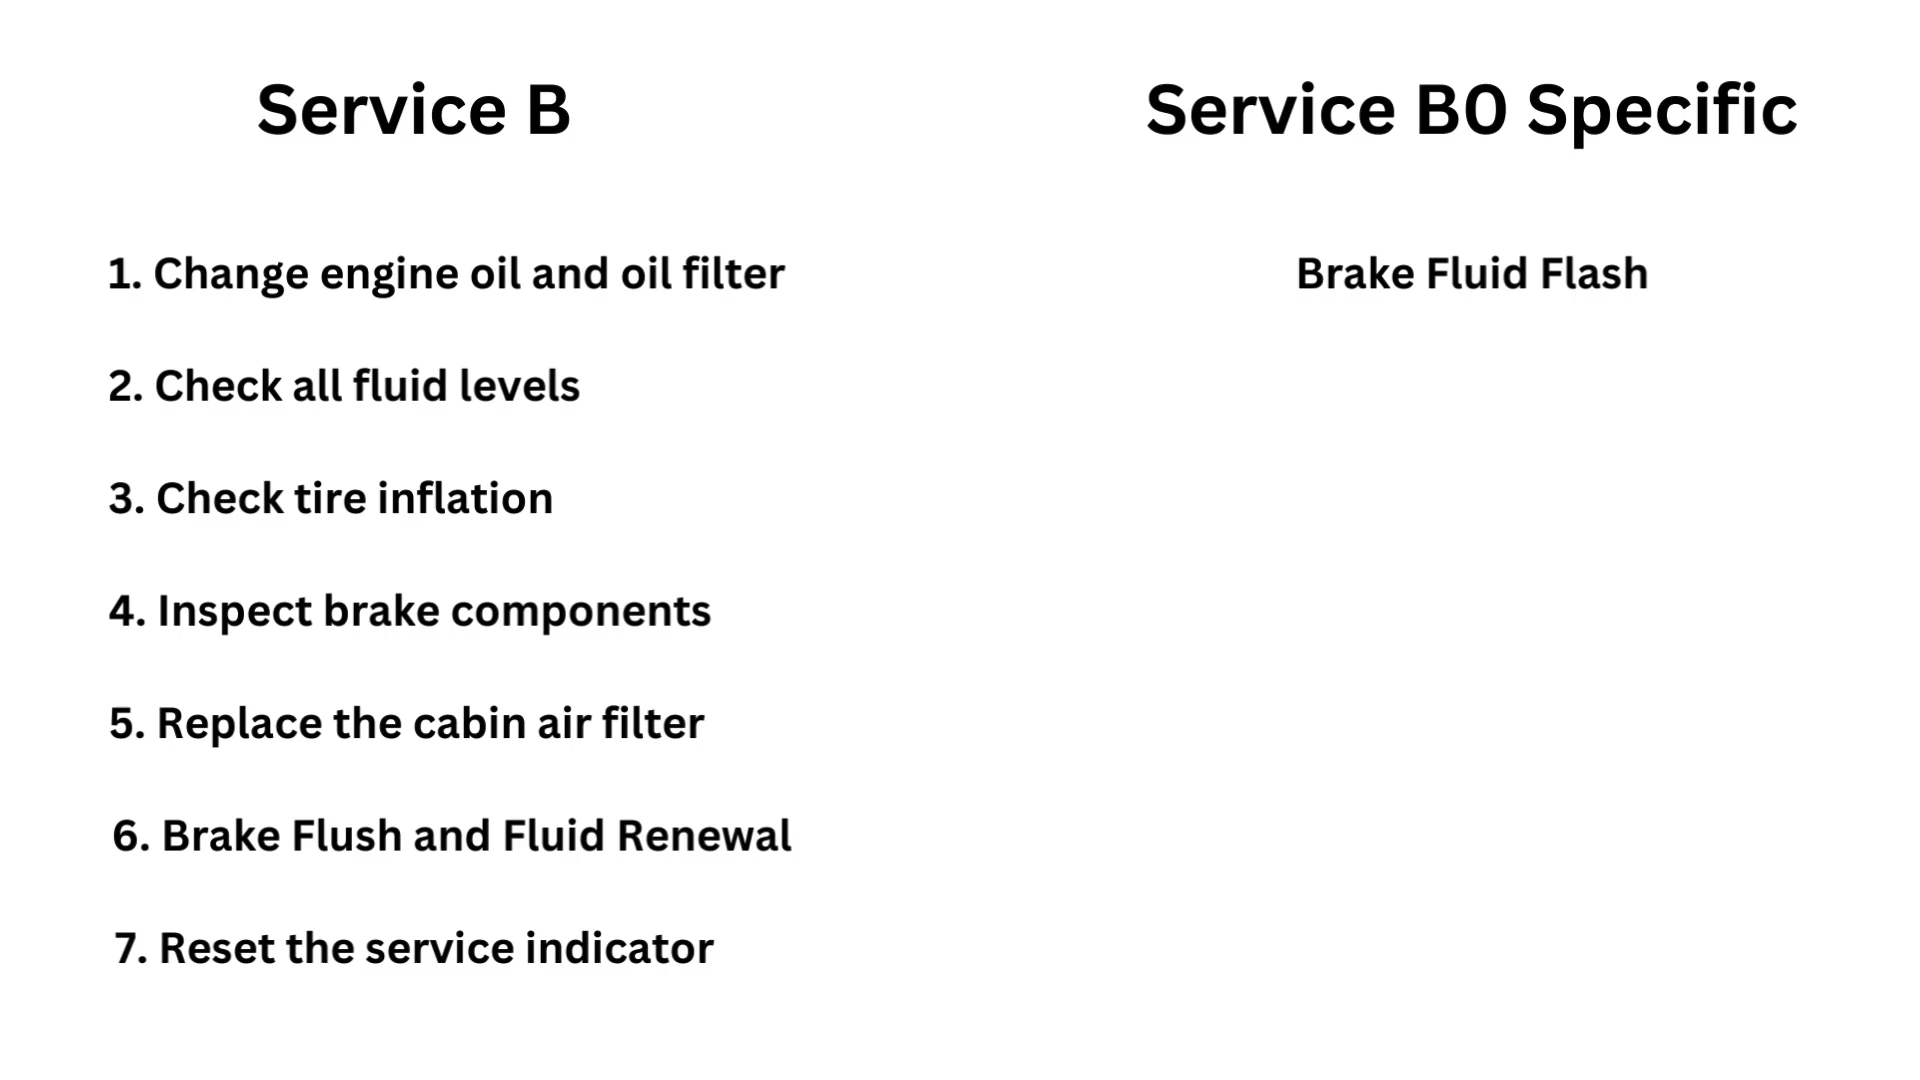 Service B
1. Change engine oil and oil filter
2. Check all fluid levels
3. Check tire inflation
4. Inspect brake components
5. Replace the cabin air filter
6. Brake Flush and Fluid Renewal
7. Reset the service indicator
Service B0 Specific
Brake Fluid Flash